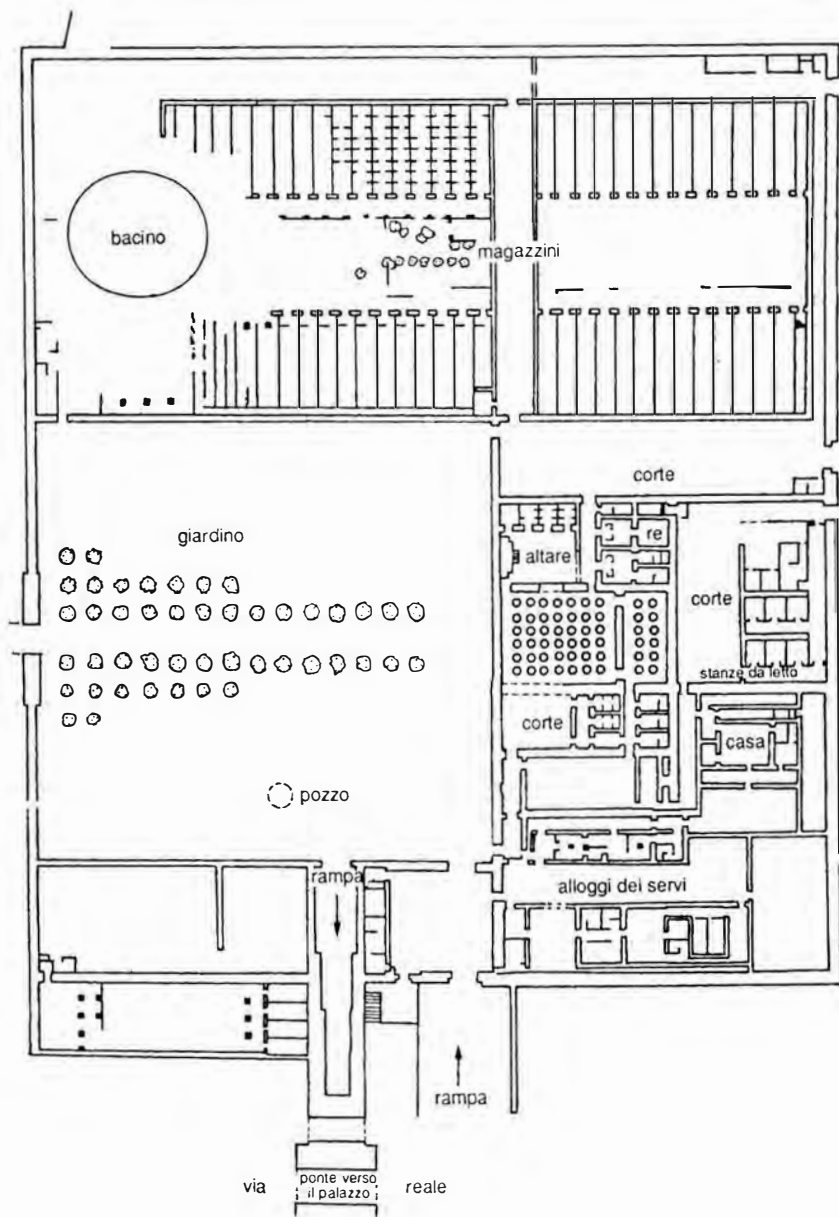 bacino
magazzini
corte
giardino
re
altare
corte
stanze da letto
corte
casa
pozzo
rampa
alloggi dei servi
rampa
via
ponte verso
il palazzo
reale